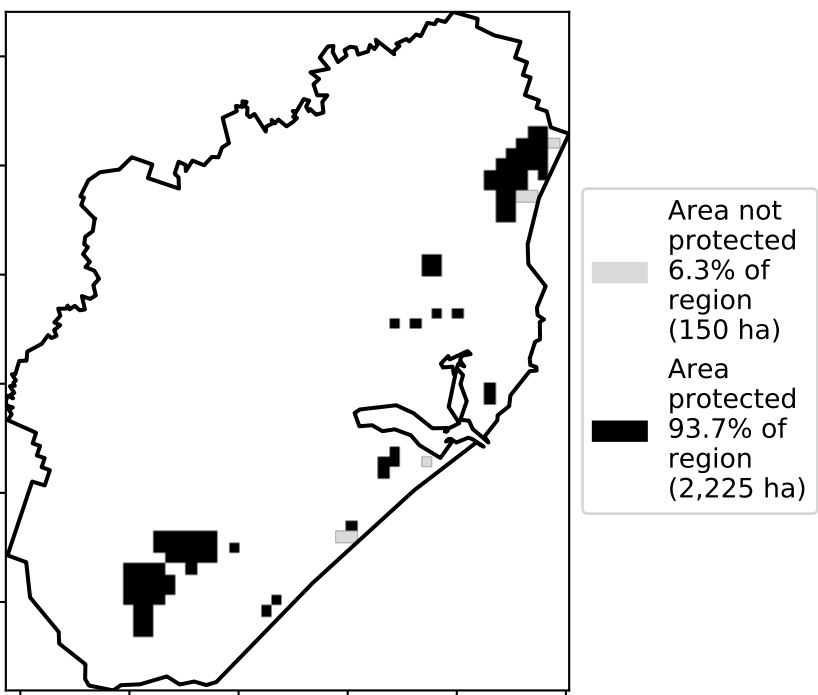 Area not
protected
6.3% of
region
(150 ha)
Area
protected
93.7% of
region
(2,225 ha)